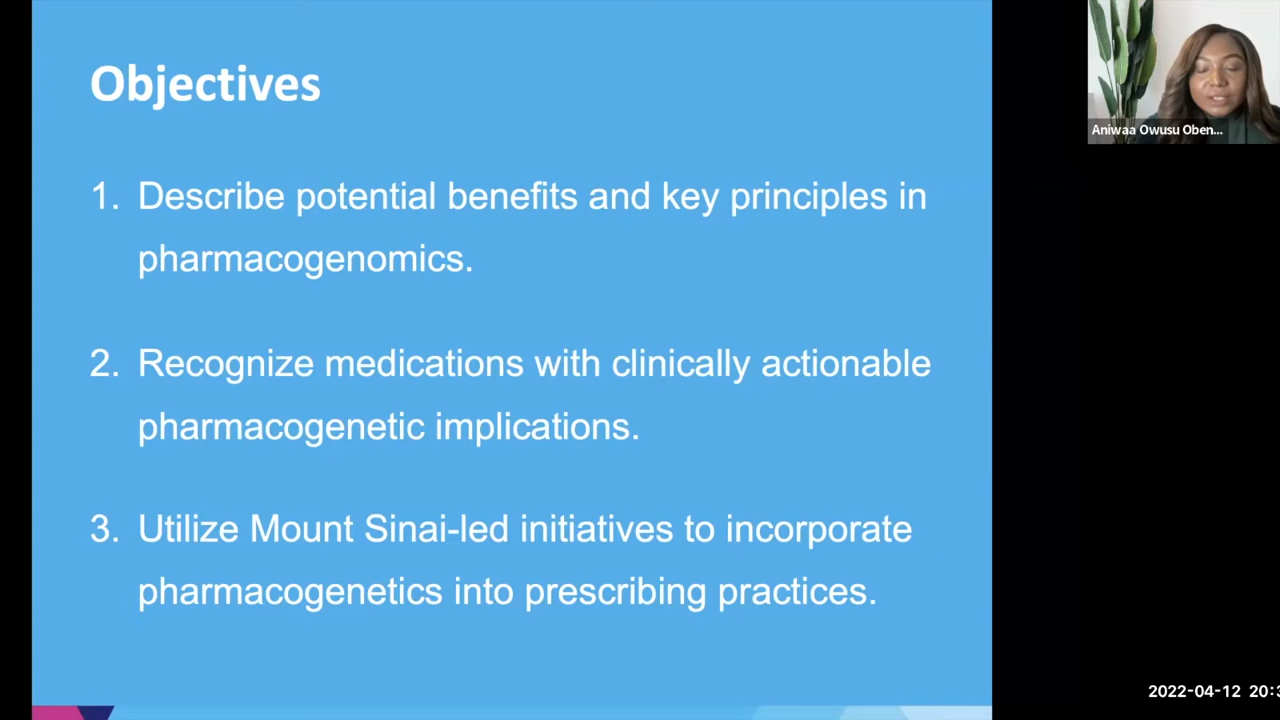 Objectives
1. Describe potential benefits and key principles in
pharmacogenomics.
2. Recognize medications with clinically actionable
pharmacogenetic implications.
3. Utilize Mount Sinai-led initiatives to incorporate
pharmacogenetics into prescribing practices.
Aniwaa Owusu Oben...
2022-04-12 20:3